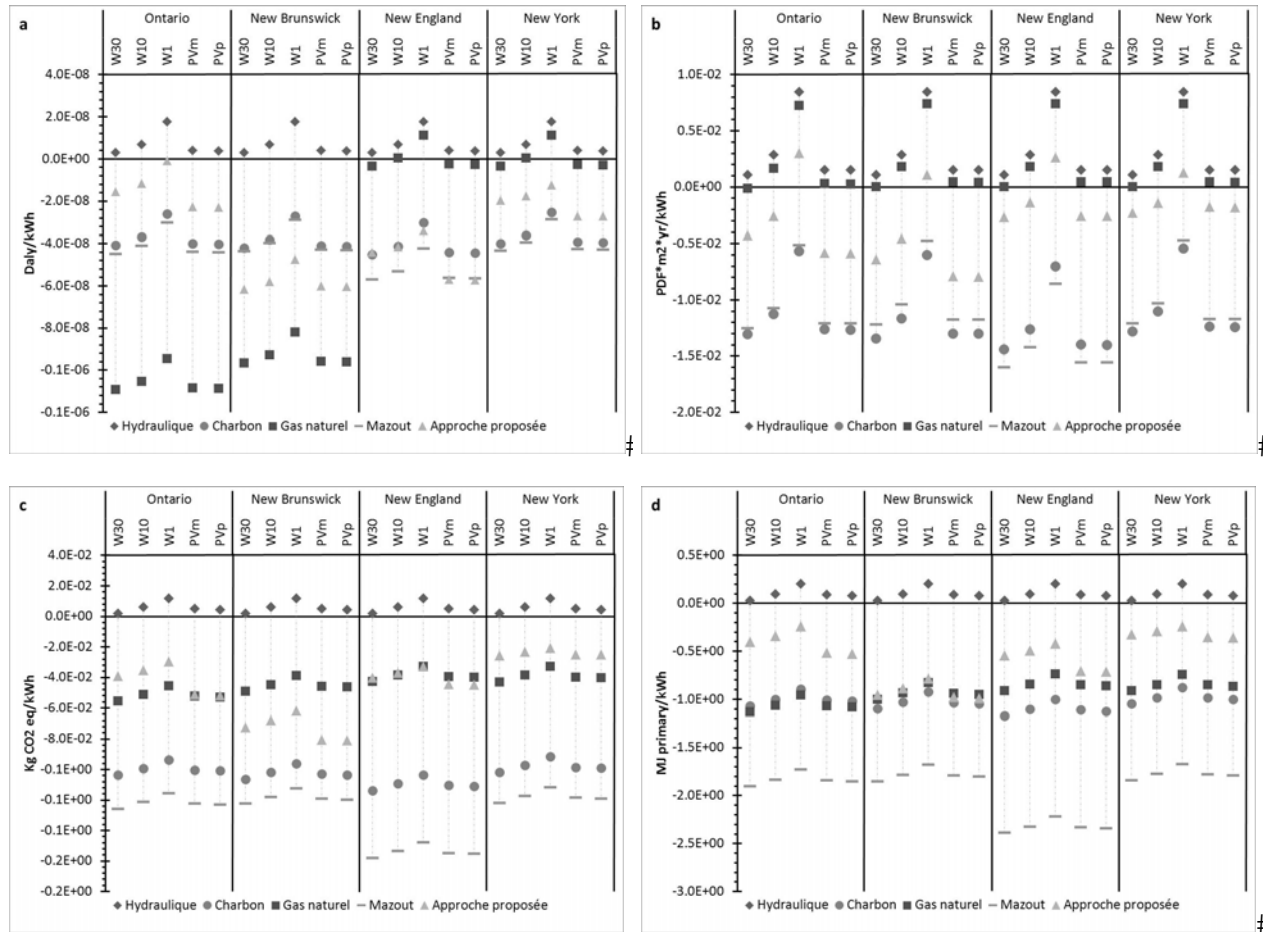 a
Ontario New Brunswick New England New York
W30 W10 W1 PVm PVp W30 W10 W1 PVm PVp W30 W10 W1 PVm PVp W30 W10 W1 PVm PVp
Daly/kWh
4.0E-08
2.0E-08
0.0E+00
-2.0E-08
-4.0E-08
-6.0E-08
-8.0E-08
-0.1E-06
-0.1E-06
Hydraulique Charbon Gas naturel Mazout Approche proposée
b
Ontario New Brunswick New England New York
W30 W10 W1 PVm PVp W30 W10 W1 PVm PVp W30 W10 W1 PVm PVp W30 W10 W1 PVm PVp
PDF*m2*yr/kWh
1.0E-02
0.5E-02
0.0E+00
-0.5E-02
-1.0E-02
-1.5E-02
-2.0E-02
Hydraulique Charbon Gas naturel Mazout Approche proposée
c
Ontario New Brunswick New England New York
W30 W10 W1 PVm PVp W30 W10 W1 PVm PVp W30 W10 W1 PVm PVp W30 W10 W1 PVm PVp
Kg CO2 eq/kWh
4.0E-02
2.0E-02
0.0E+00
-2.0E-02
-4.0E-02
-6.0E-02
-8.0E-02
-0.1E+00
-0.1E+00
-0.1E+00
-0.2E+00
-0.2E+00
Hydraulique Charbon Gas naturel Mazout Approche proposée
d
Ontario New Brunswick New England New York
W30 W10 W1 PVm PVp W30 W10 W1 PVm PVp W30 W10 W1 PVm PVp W30 W10 W1 PVm PVp
MJ primary/kWh
0.5E+00
0.0E+00
-0.5E+00
-1.0E+00
-1.5E+00
-2.0E+00
-2.5E+00
-3.0E+00
Hydraulique Charbon Gas naturel Mazout Approche proposée